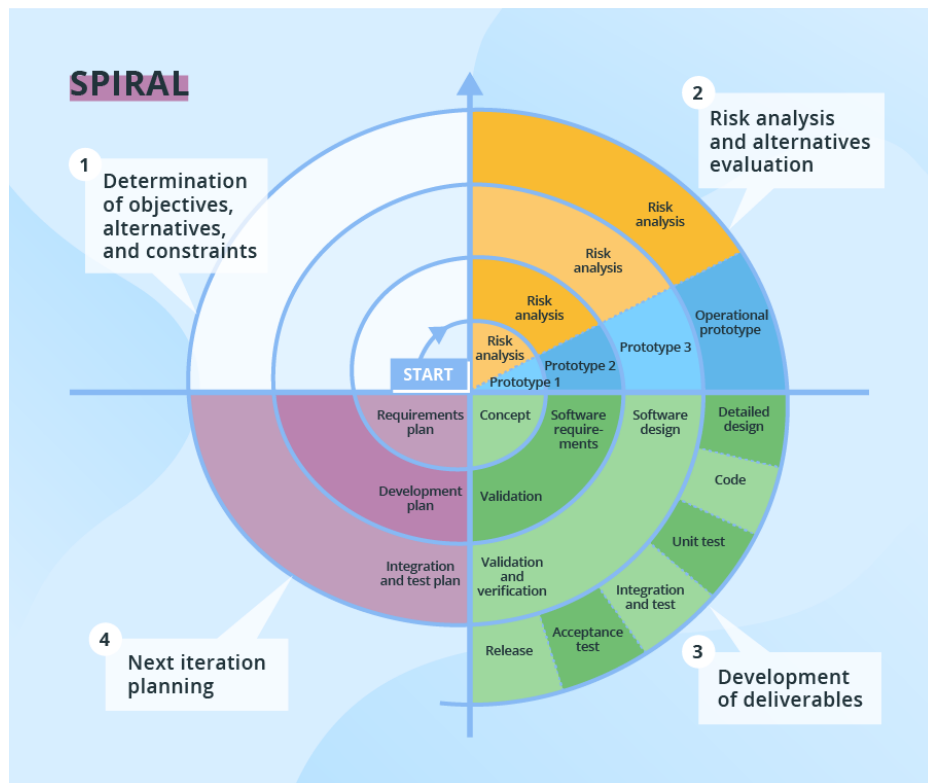 SPIRAL
1
Determination
of objectives,
alternatives,
and constraints
2
Risk analysis
and alternatives
evaluation
Risk
analysis
Risk
analysis
Risk
analysis
Risk
analysis
Operational
prototype
Prototype 3
Prototype 2
Prototype 1
START
Requirements
plan
Development
plan
Integration
and test plan
Concept
Software
require-
ments
Software
design
Detailed
design
Code
Unit test
Integration
and test
Acceptance
test
Release
Validation
Validation
and
verification
3
Development
of deliverables
4
Next iteration
planning